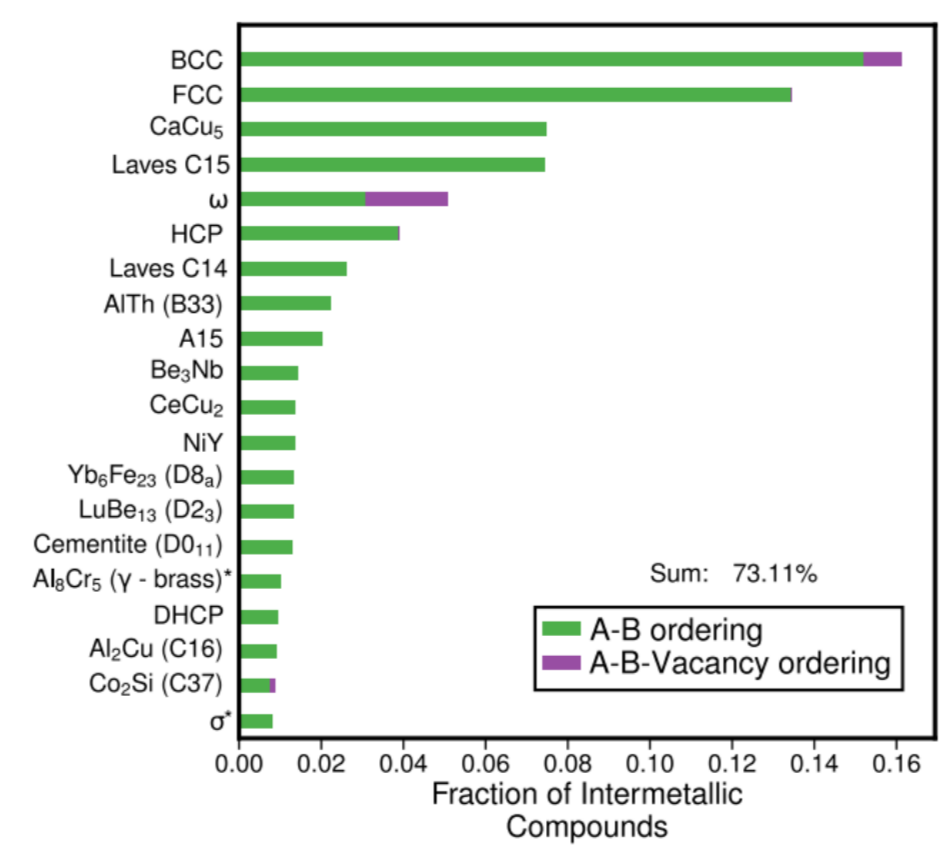 BCC
FCC
CaCu₅
Laves C15
ω
HCP
Laves C14
AlTh (B33)
A15
Be₃Nb
CeCu₂
NiY
Yb₆Fe₂₃ (D8ₐ)
LuBe₁₃ (D2₃)
Cementite (D0₁₁)
Al₈Cr₅ (γ - brass)*
DHCP
Al₂Cu (C16)
Co₂Si (C37)
σ*
Sum: 73.11%
A-B ordering
A-B-Vacancy ordering
0.00 0.02 0.04 0.06 0.08 0.10 0.12 0.14 0.16
Fraction of Intermetallic
Compounds